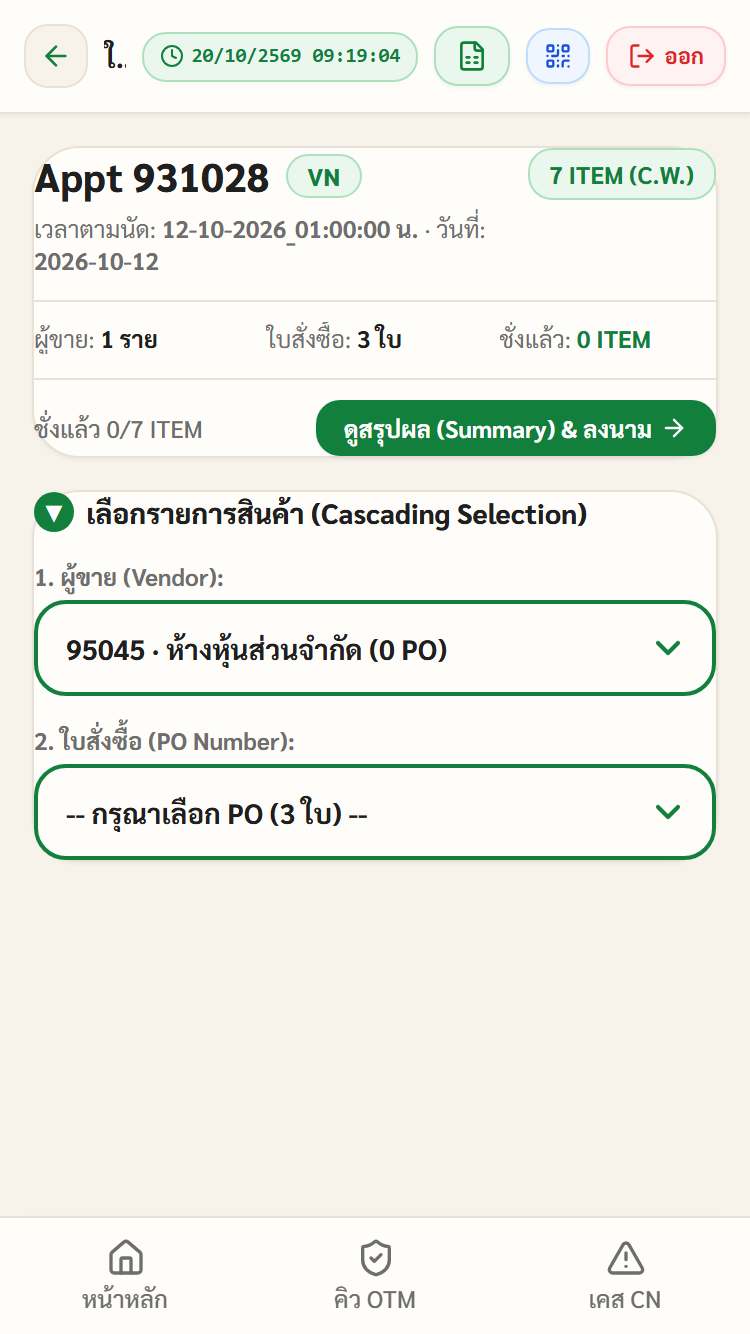 ใ..
20/10/2569 09:19:04
ออก
Appt 931028
VN
7 ITEM (C.W.)
เวลาตามนัด: 12-10-2026_01:00:00 น. · วันที่:
2026-10-12
ผู้ขาย: 1 ราย
ใบสั่งซื้อ: 3 ใบ
ชั่งแล้ว: 0 ITEM
ชั่งแล้ว 0/7 ITEM
ดูสรุปผล (Summary) & ลงนาม →
▼ เลือกรายการสินค้า (Cascading Selection)
1. ผู้ขาย (Vendor):
95045 · ห้างหุ้นส่วนจำกัด (0 PO)
2. ใบสั่งซื้อ (PO Number):
-- กรุณาเลือก PO (3 ใบ) --
หน้าหลัก
คิว OTM
เคส CN